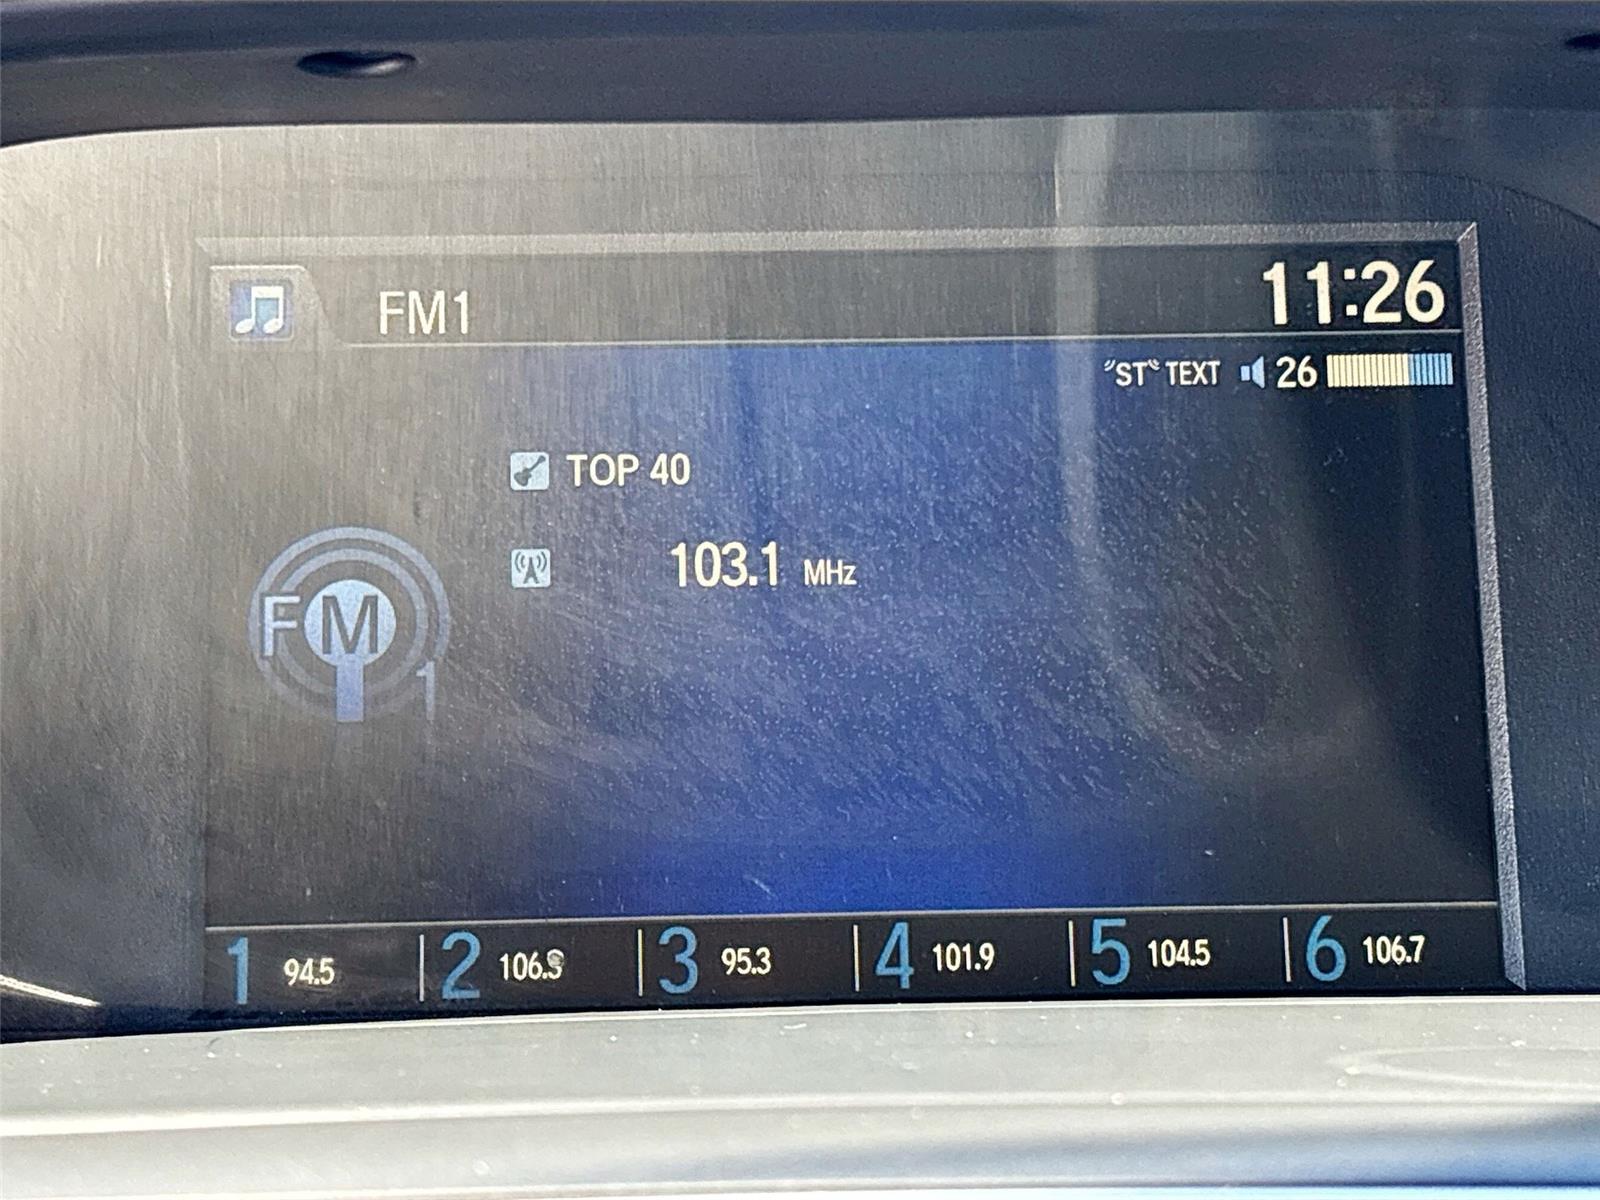 FM1
11:26
"ST" TEXT 26
TOP 40
103.1 MHz
FM 1
1 94.5 2 3 95.3 4 101.9 5 104.5 6 106.7